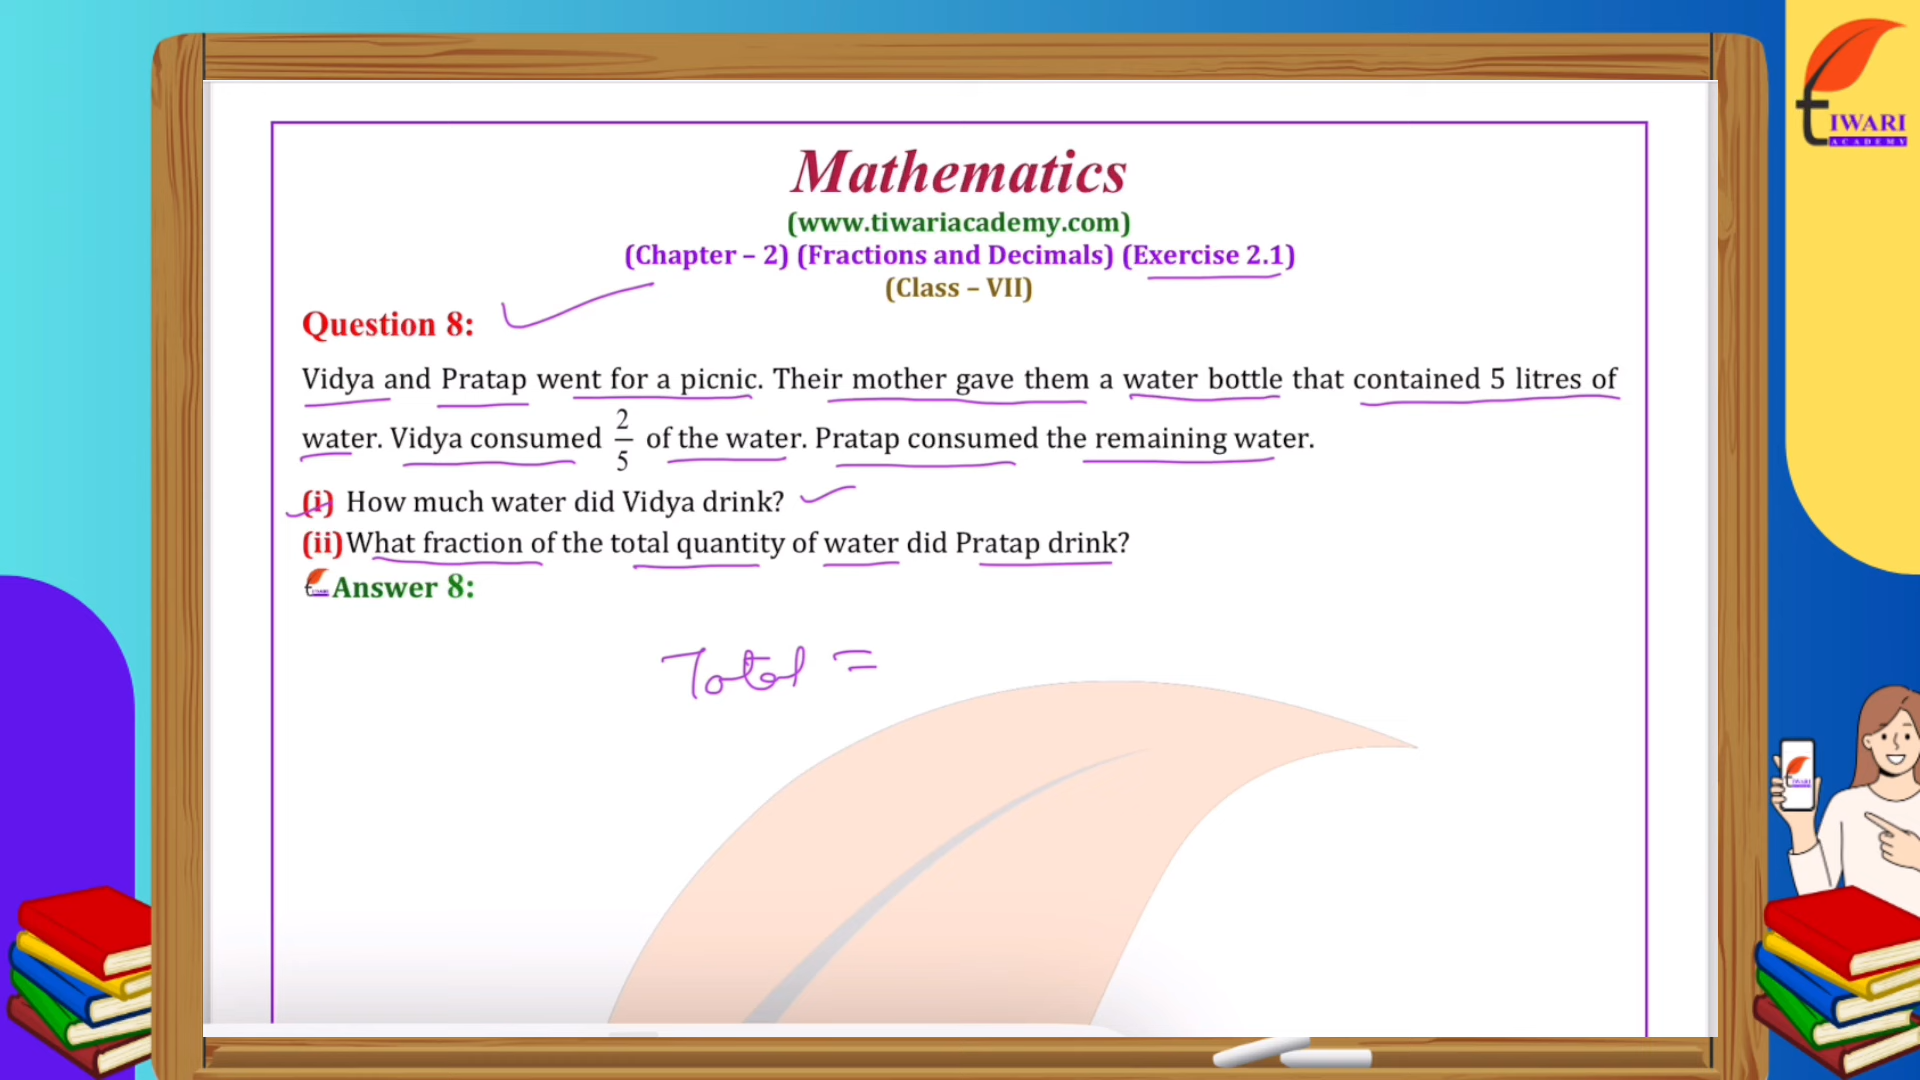 Mathematics
(www.tiwariacademy.com)
(Chapter – 2) (Fractions and Decimals) (Exercise 2.1)
(Class – VII)
Question 8:
Vidya and Pratap went for a picnic. Their mother gave them a water bottle that contained 5 litres of
water. Vidya consumed 2/5 of the water. Pratap consumed the remaining water.
(i) How much water did Vidya drink?
(ii) What fraction of the total quantity of water did Pratap drink?
Answer 8:
Total =
TIWARI
ACADEMY